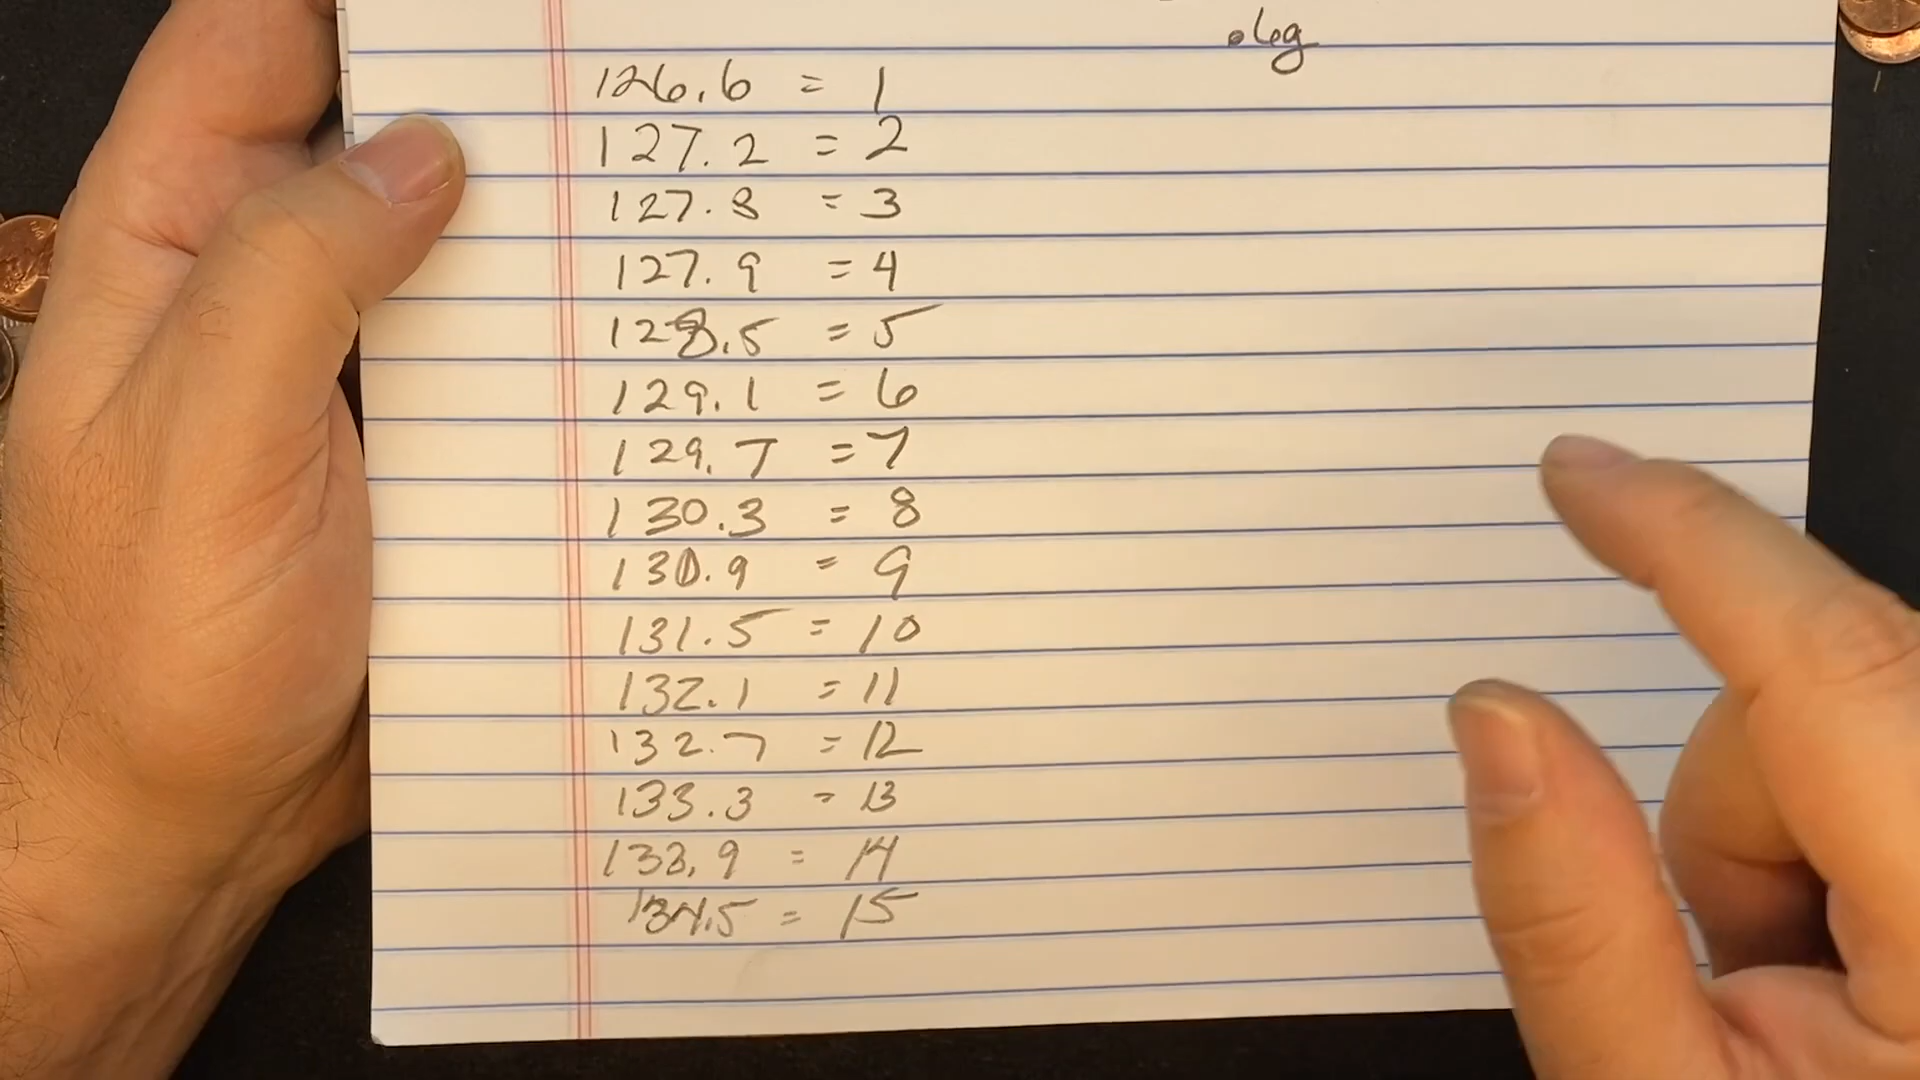 .6g
126.6 = 1
127.2 = 2
127.8 = 3
127.9 = 4
128.5 = 5
129.1 = 6
129.7 = 7
130.3 = 8
130.9 = 9
131.5 = 10
132.1 = 11
132.7 = 12
133.3 = 13
133.9 = 14
134.5 = 15